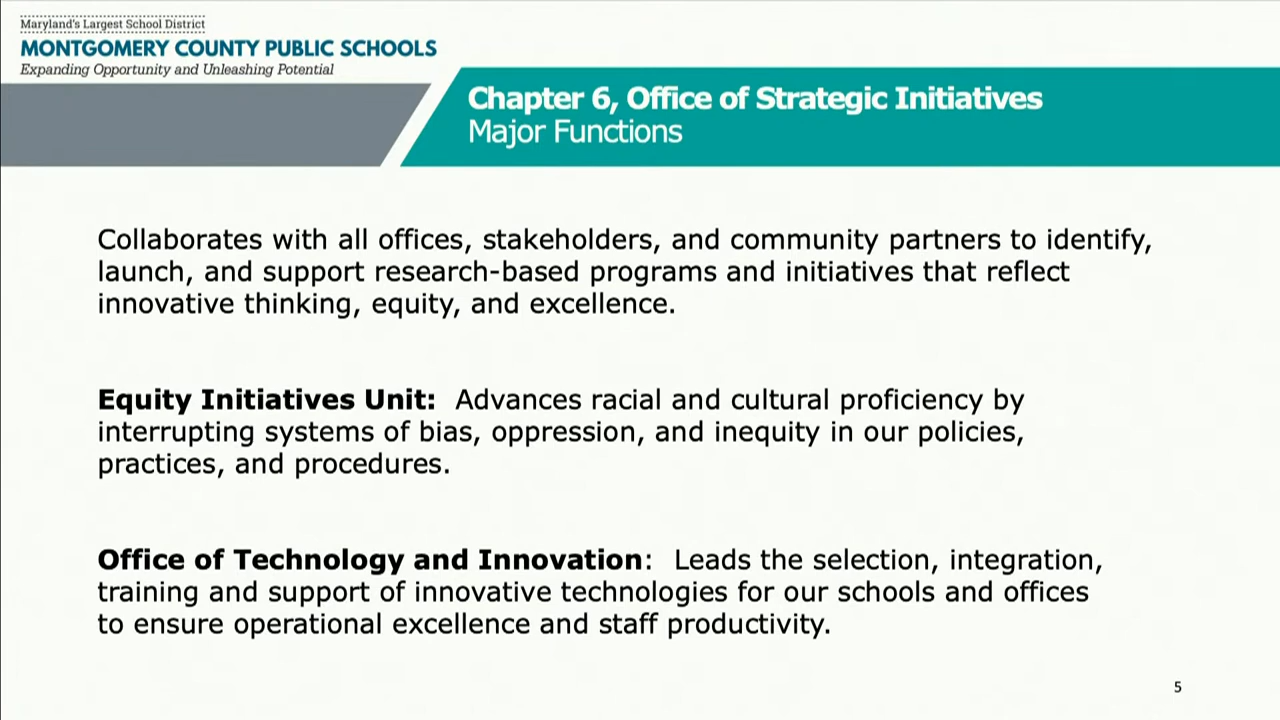 Maryland's Largest School District
MONTGOMERY COUNTY PUBLIC SCHOOLS
Expanding Opportunity and Unleashing Potential
Chapter 6, Office of Strategic Initiatives
Major Functions
Collaborates with all offices, stakeholders, and community partners to identify,
launch, and support research-based programs and initiatives that reflect
innovative thinking, equity, and excellence.
Equity Initiatives Unit: Advances racial and cultural proficiency by
interrupting systems of bias, oppression, and inequity in our policies,
practices, and procedures.
Office of Technology and Innovation: Leads the selection, integration,
training and support of innovative technologies for our schools and offices
to ensure operational excellence and staff productivity.
5